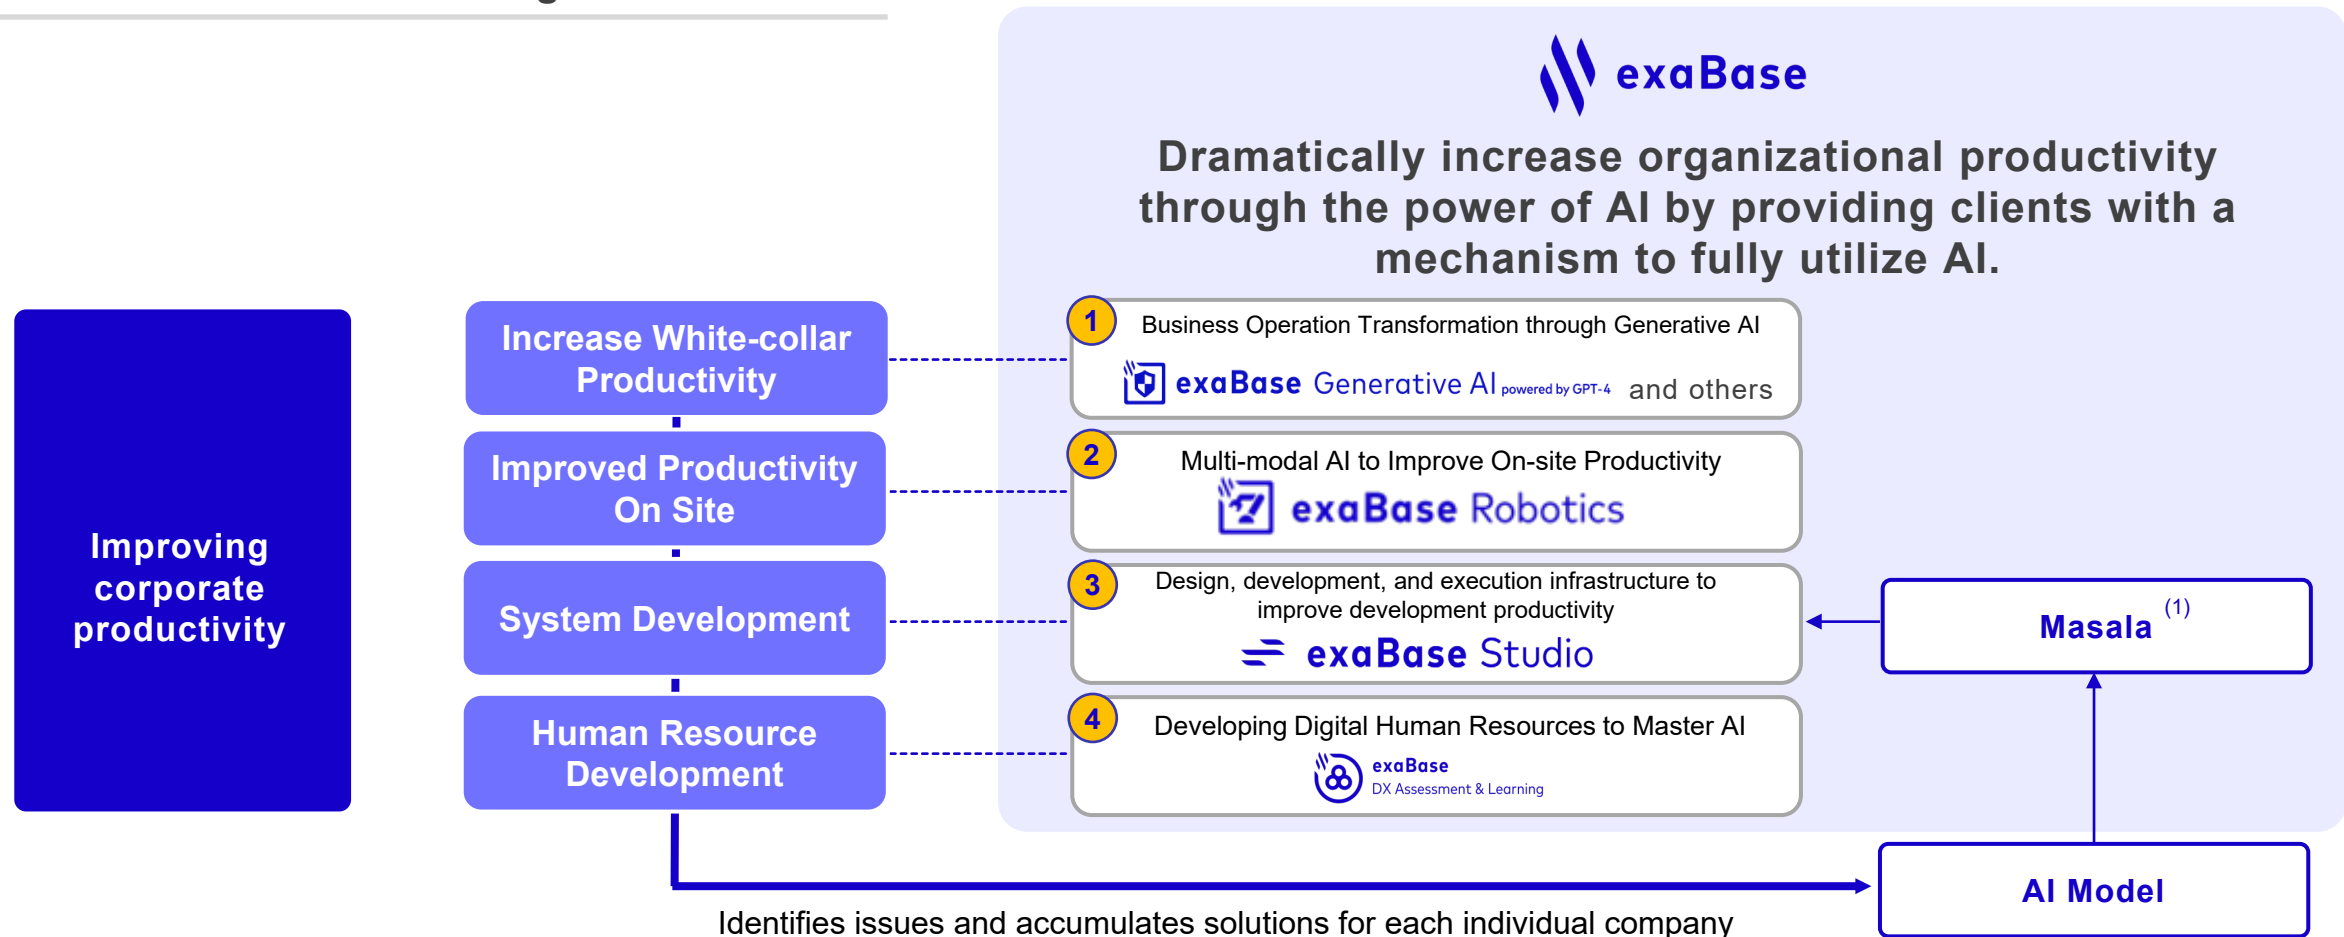 exaBase
Dramatically increase organizational productivity
through the power of AI by providing clients with a
mechanism to fully utilize AI.
Improving
corporate
productivity
Increase White-collar
Productivity
1
Business Operation Transformation through Generative AI
exaBase Generative AI powered by GPT-4 and others
Improved Productivity
On Site
2
Multi-modal AI to Improve On-site Productivity
exaBase Robotics
System Development
3
Design, development, and execution infrastructure to
improve development productivity
exaBase Studio
Masala (1)
Human Resource
Development
4
Developing Digital Human Resources to Master AI
exaBase
DX Assessment & Learning
AI Model
Identifies issues and accumulates solutions for each individual company